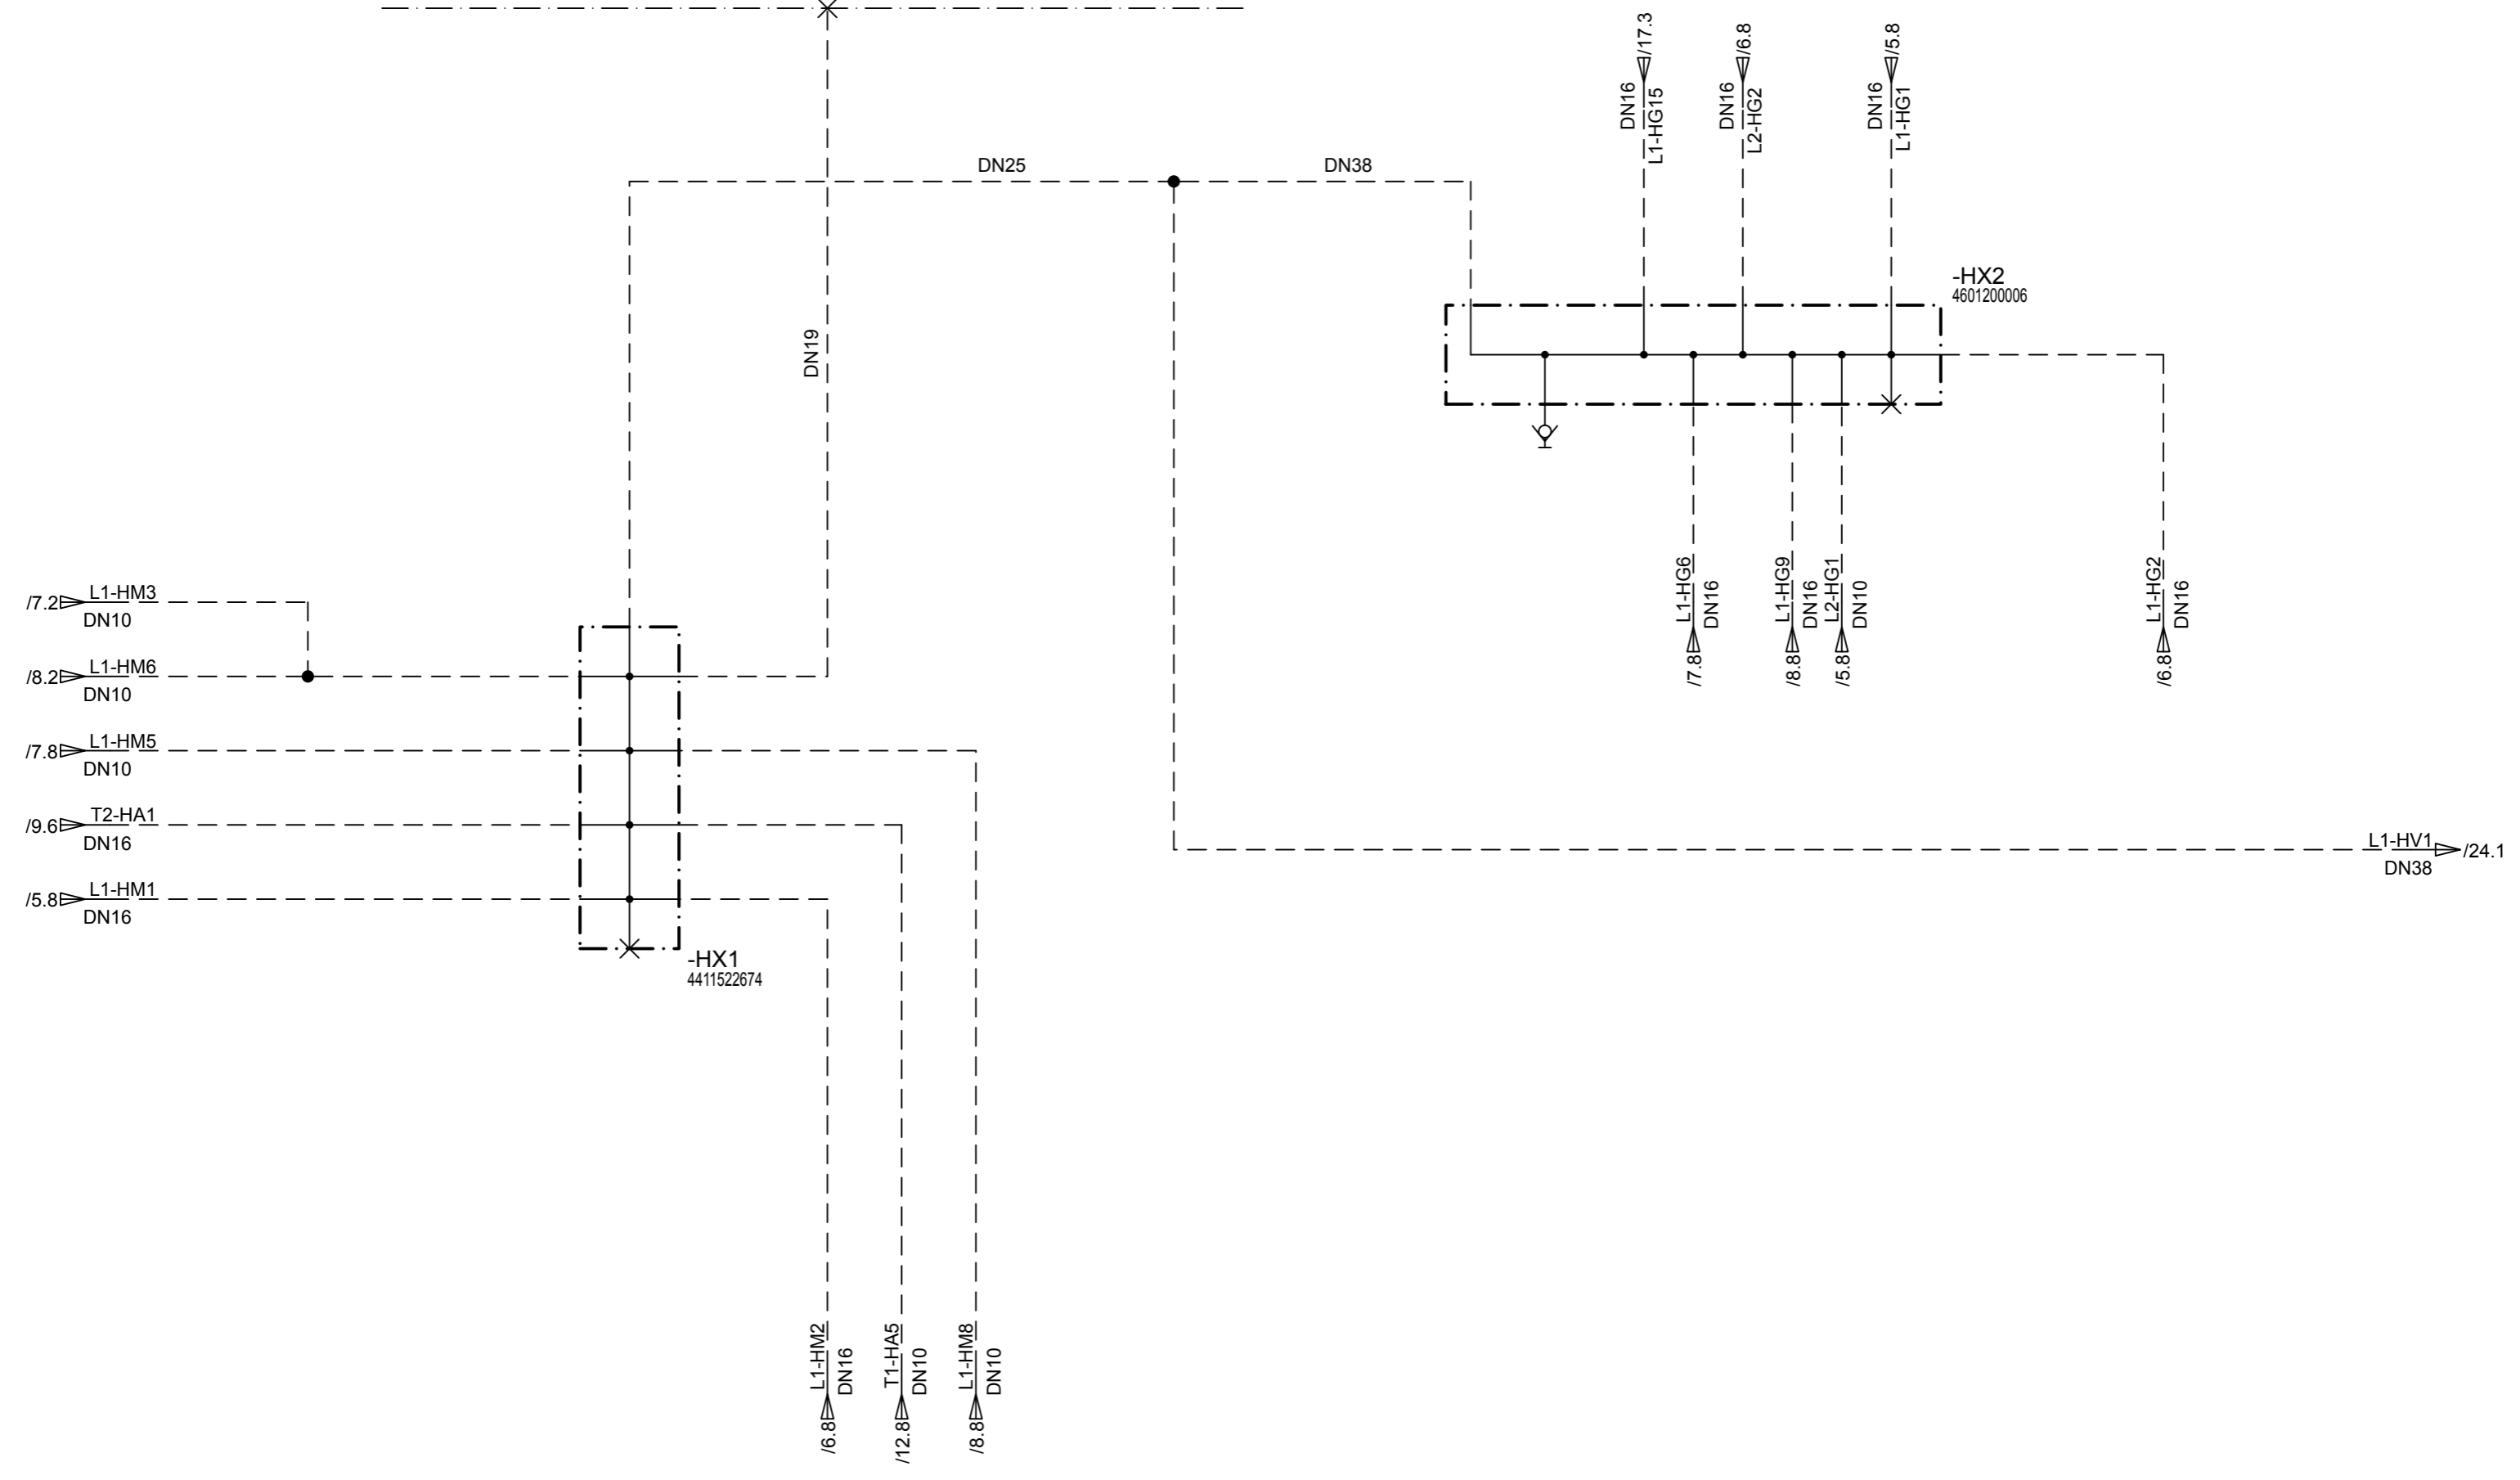 /17.3
DN16
L1-HG15
/6.8
DN16
L2-HG2
/5.8
DN16
L1-HG1
DN25
DN38
-HX2
4601200006
DN19
L1-HG6
DN16
/7.8
L1-HG9
DN16
/8.8
L2-HG1
DN10
/5.8
L1-HG2
DN16
/6.8
/7.2 L1-HM3
DN10
/8.2 L1-HM6
DN10
/7.8 L1-HM5
DN10
/9.6 T2-HA1
DN16
/5.8 L1-HM1
DN16
L1-HV1 /24.1
DN38
-HX1
4411522674
L1-HM2
DN16
/6.8
T1-HA5
DN10
/12.8
L1-HM8
DN10
/8.8